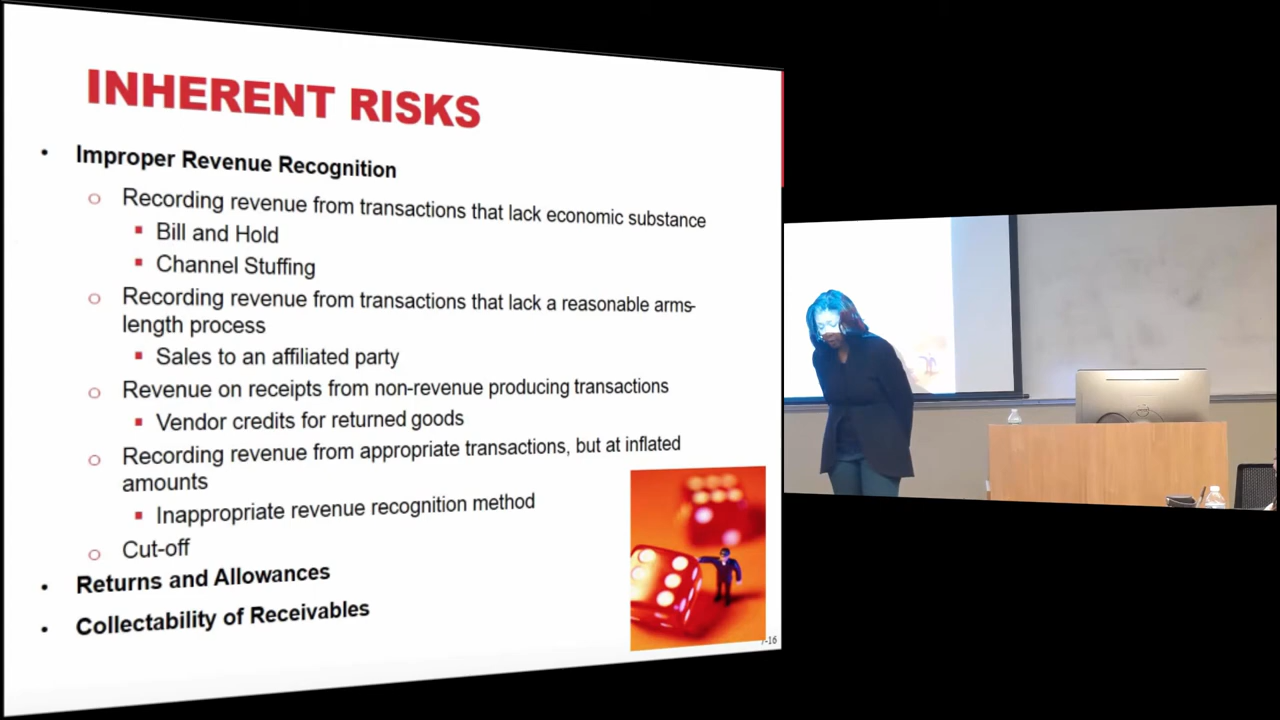 INHERENT RISKS
• Improper Revenue Recognition
o Recording revenue from transactions that lack economic substance
▪ Bill and Hold
▪ Channel Stuffing
o Recording revenue from transactions that lack a reasonable arms-
length process
▪ Sales to an affiliated party
o Revenue on receipts from non-revenue producing transactions
▪ Vendor credits for returned goods
o Recording revenue from appropriate transactions, but at inflated
amounts
▪ Inappropriate revenue recognition method
o Cut-off
• Returns and Allowances
• Collectability of Receivables
7-16